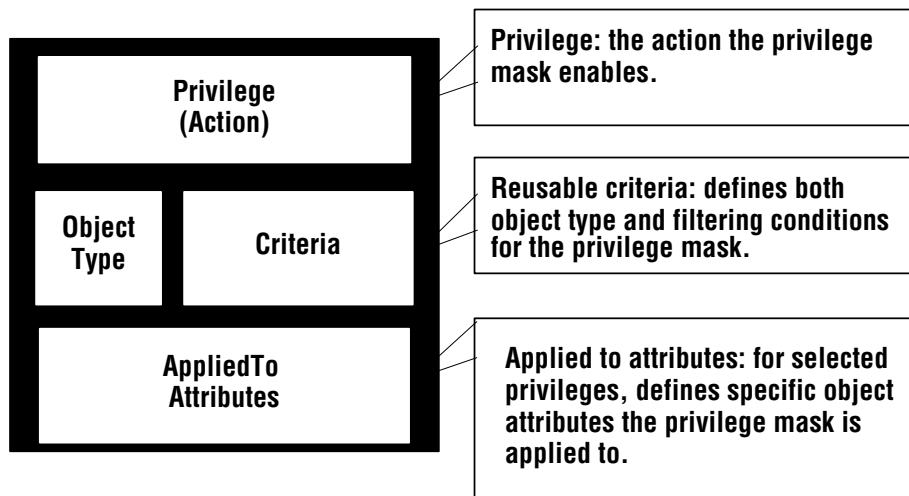 Privilege
(Action)
Privilege: the action the privilege
mask enables.
Object
Type
Criteria
Reusable criteria: defines both
object type and filtering conditions
for the privilege mask.
AppliedTo
Attributes
Applied to attributes: for selected
privileges, defines specific object
attributes the privilege mask is
applied to.